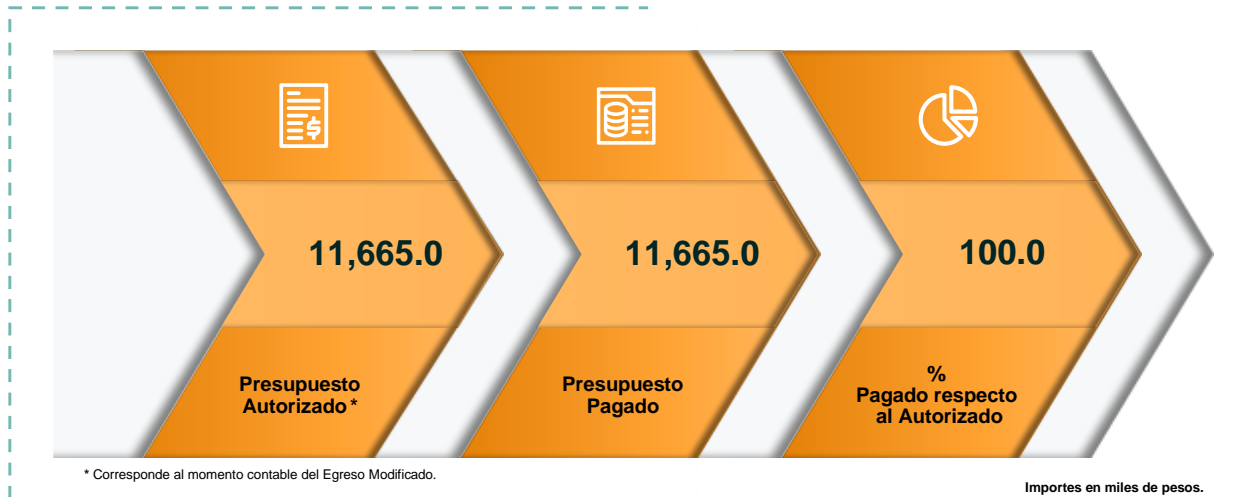 11,665.0
11,665.0
100.0
Presupuesto
Autorizado *
Presupuesto
Pagado
%
Pagado respecto
al Autorizado
* Corresponde al momento contable del Egreso Modificado.
Importes en miles de pesos.